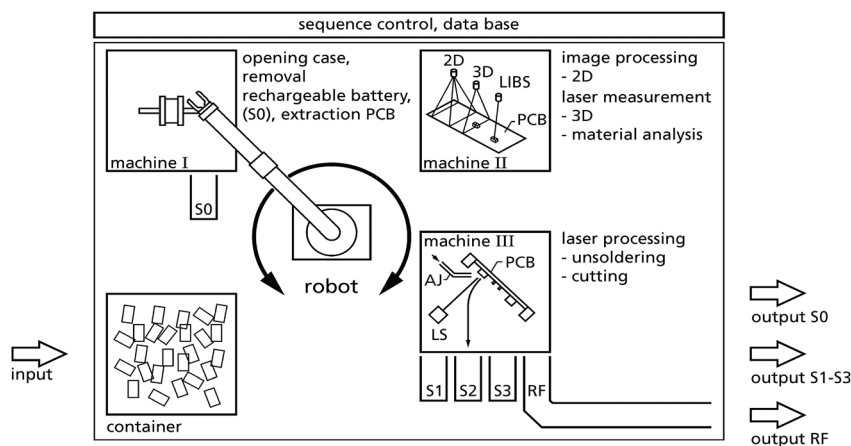 sequence control, data base
opening case,
removal
rechargeable battery,
(S0), extraction PCB
machine I
S0
2D
3D
LIBS
PCB
machine II
image processing
- 2D
laser measurement
- 3D
- material analysis
robot
machine III
PCB
AJ
LS
laser processing
- unsoldering
- cutting
S1
S2
S3
RF
input
container
output S0
output S1-S3
output RF